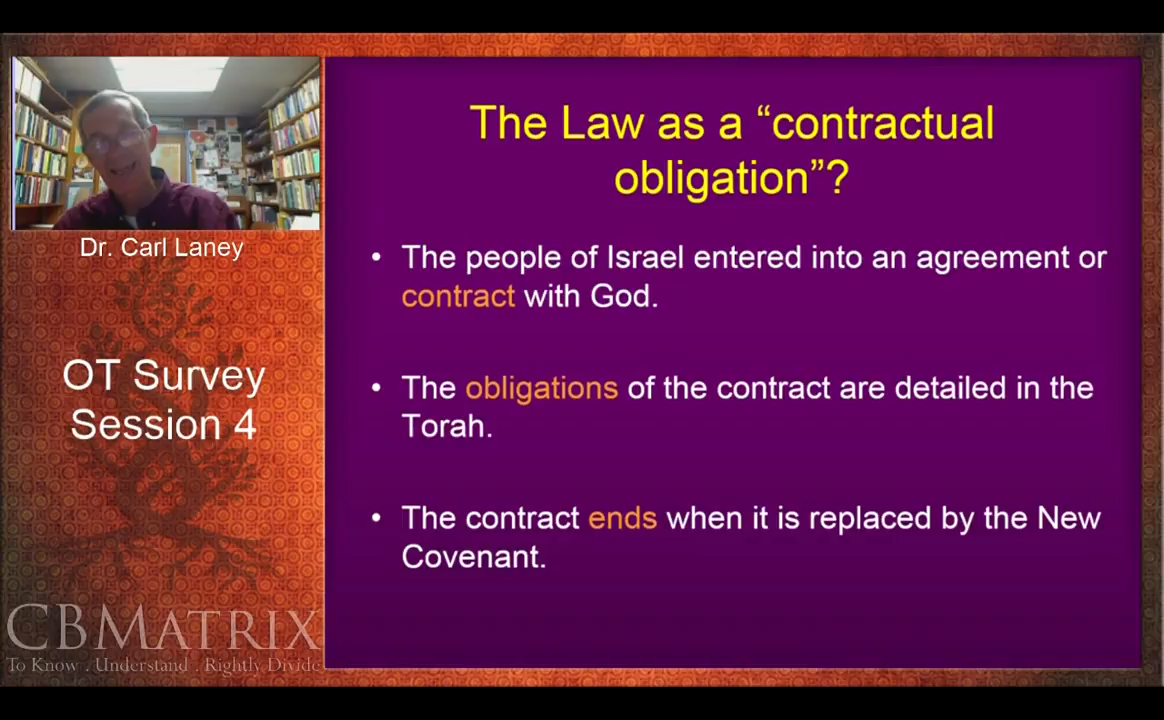 The Law as a “contractual
obligation”?
• The people of Israel entered into an agreement or
contract with God.
• The obligations of the contract are detailed in the
Torah.
• The contract ends when it is replaced by the New
Covenant.
Dr. Carl Laney
OT Survey
Session 4
CBMATRIX
To Know . Understand . Rightly Divide